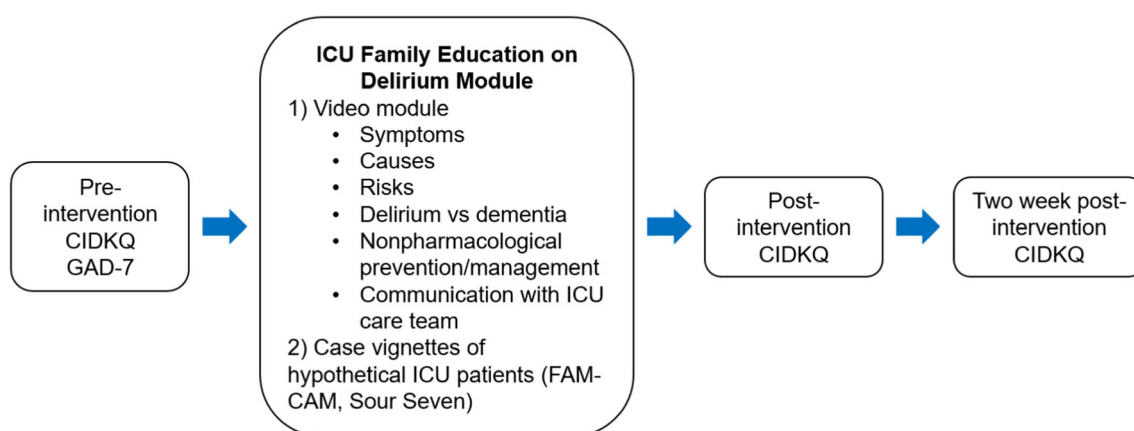 Pre-
intervention
CIDKQ
GAD-7
ICU Family Education on
Delirium Module
1) Video module
• Symptoms
• Causes
• Risks
• Delirium vs dementia
• Nonpharmacological
prevention/management
• Communication with ICU
care team
2) Case vignettes of
hypothetical ICU patients (FAM-
CAM, Sour Seven)
Post-
intervention
CIDKQ
Two week post-
intervention
CIDKQ